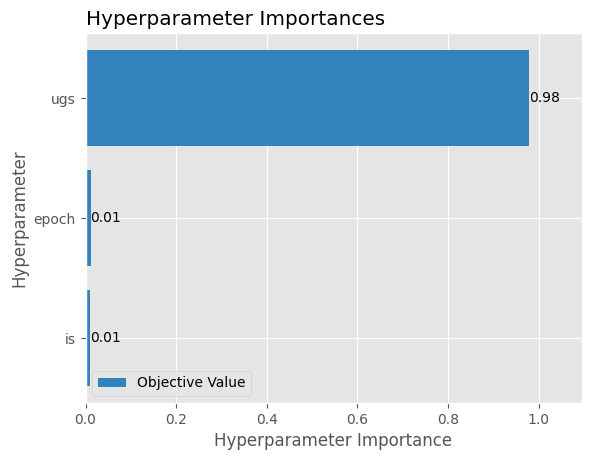 Hyperparameter Importances
Hyperparameter
ugs
0.98
epoch
0.01
is
0.01
Objective Value
0.0 0.2 0.4 0.6 0.8 1.0
Hyperparameter Importance